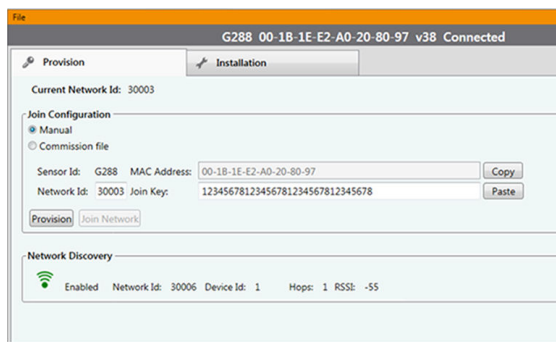 File
G288 00-1B-1E-E2-A0-20-80-97 v38 Connected
Provision Installation
Current Network Id: 30003
Join Configuration
Manual
Commission file
Sensor Id: G288 MAC Address: 00-1B-1E-E2-A0-20-80-97 Copy
Network Id: 30003 Join Key: 12345678123456781234567812345678 Paste
Provision Join Network
Network Discovery
Enabled Network Id: 30006 Device Id: 1 Hops: 1 RSSI: -55